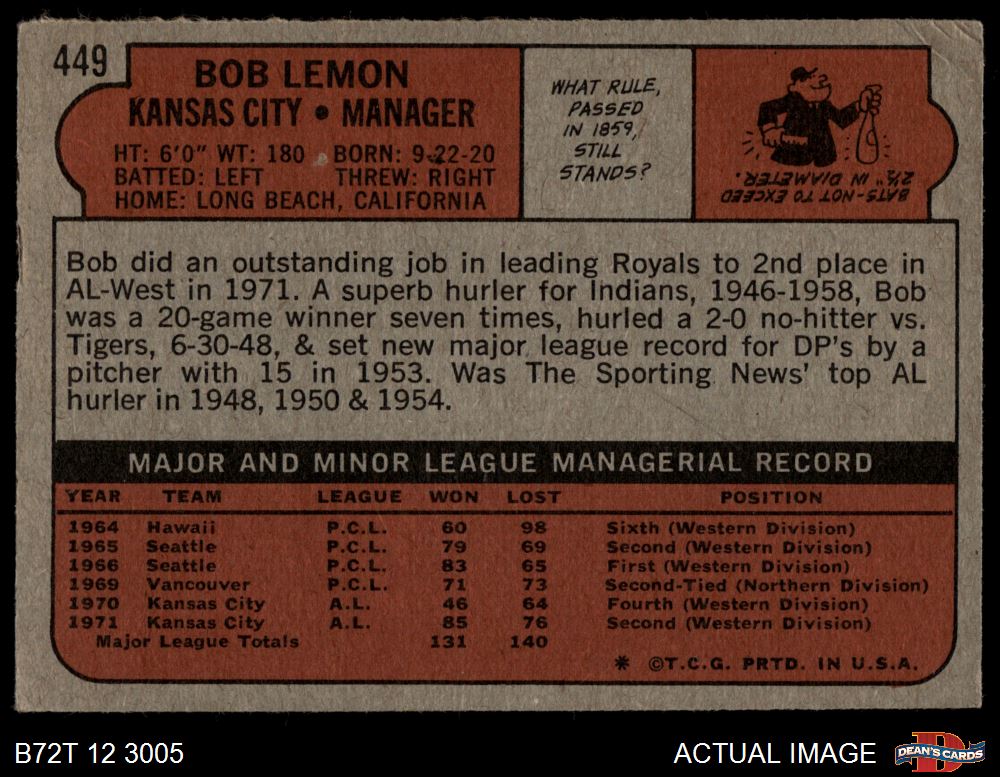 449
BOB LEMON
KANSAS CITY • MANAGER
HT: 6'0" WT: 180 BORN: 9-22-20
BATTED: LEFT THREW: RIGHT
HOME: LONG BEACH, CALIFORNIA
WHAT RULE,
PASSED
IN 1859,
STILL
STANDS?
BATS-NOT TO EXCEED
2½" IN DIAMETER.
Bob did an outstanding job in leading Royals to 2nd place in
AL-West in 1971. A superb hurler for Indians, 1946-1958, Bob
was a 20-game winner seven times, hurled a 2-0 no-hitter vs.
Tigers, 6-30-48, & set new major league record for DP's by a
pitcher with 15 in 1953. Was The Sporting News' top AL
hurler in 1948, 1950 & 1954.
MAJOR AND MINOR LEAGUE MANAGERIAL RECORD
YEAR TEAM LEAGUE WON LOST POSITION
1964 Hawaii P.C.L. 60 98 Sixth (Western Division)
1965 Seattle P.C.L. 79 69 Second (Western Division)
1966 Seattle P.C.L. 83 65 First (Western Division)
1969 Vancouver P.C.L. 71 73 Second-Tied (Northern Division)
1970 Kansas City A.L. 46 64 Fourth (Western Division)
1971 Kansas City A.L. 85 76 Second (Western Division)
Major League Totals 131 140
* ©T.C.G. PRTD. IN U.S.A.
B72T 12 3005 ACTUAL IMAGE
D
DEAN'S CARDS